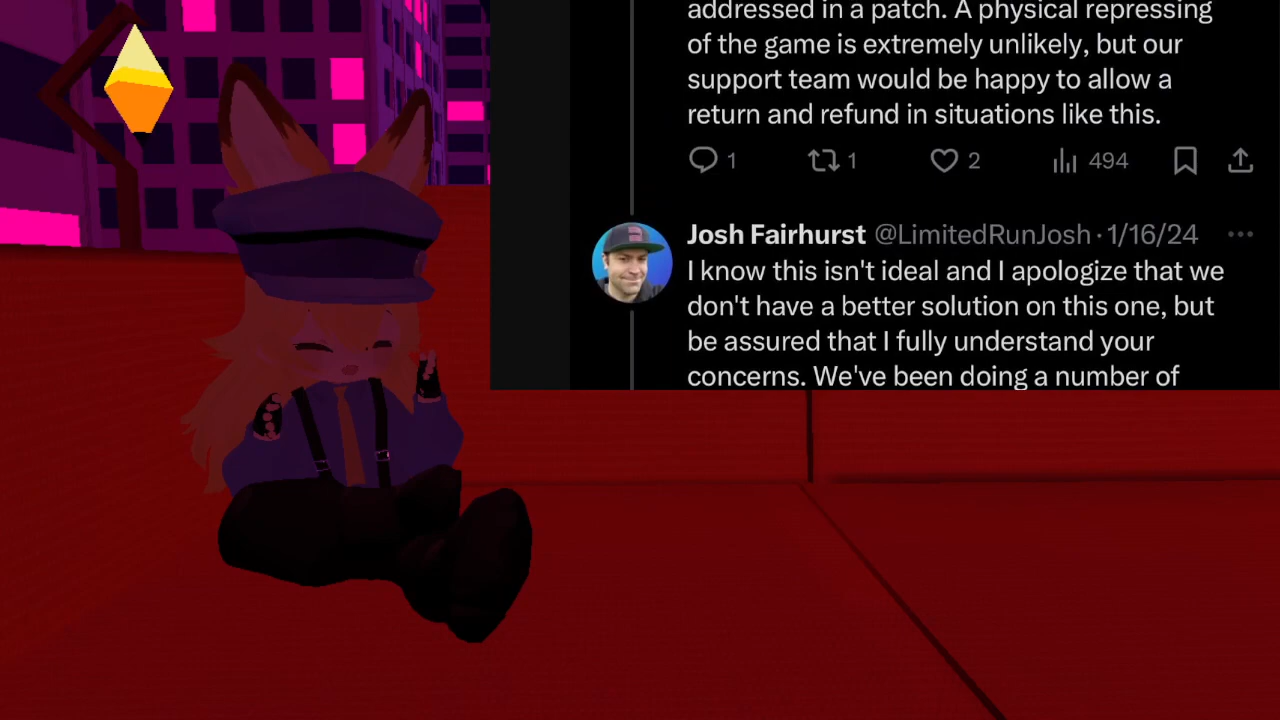 addressed in a patch. A physical repressing
of the game is extremely unlikely, but our
support team would be happy to allow a
return and refund in situations like this.
1 1 2 494
Josh Fairhurst @LimitedRunJosh · 1/16/24
I know this isn't ideal and I apologize that we
don't have a better solution on this one, but
be assured that I fully understand your
concerns. We've been doing a number of